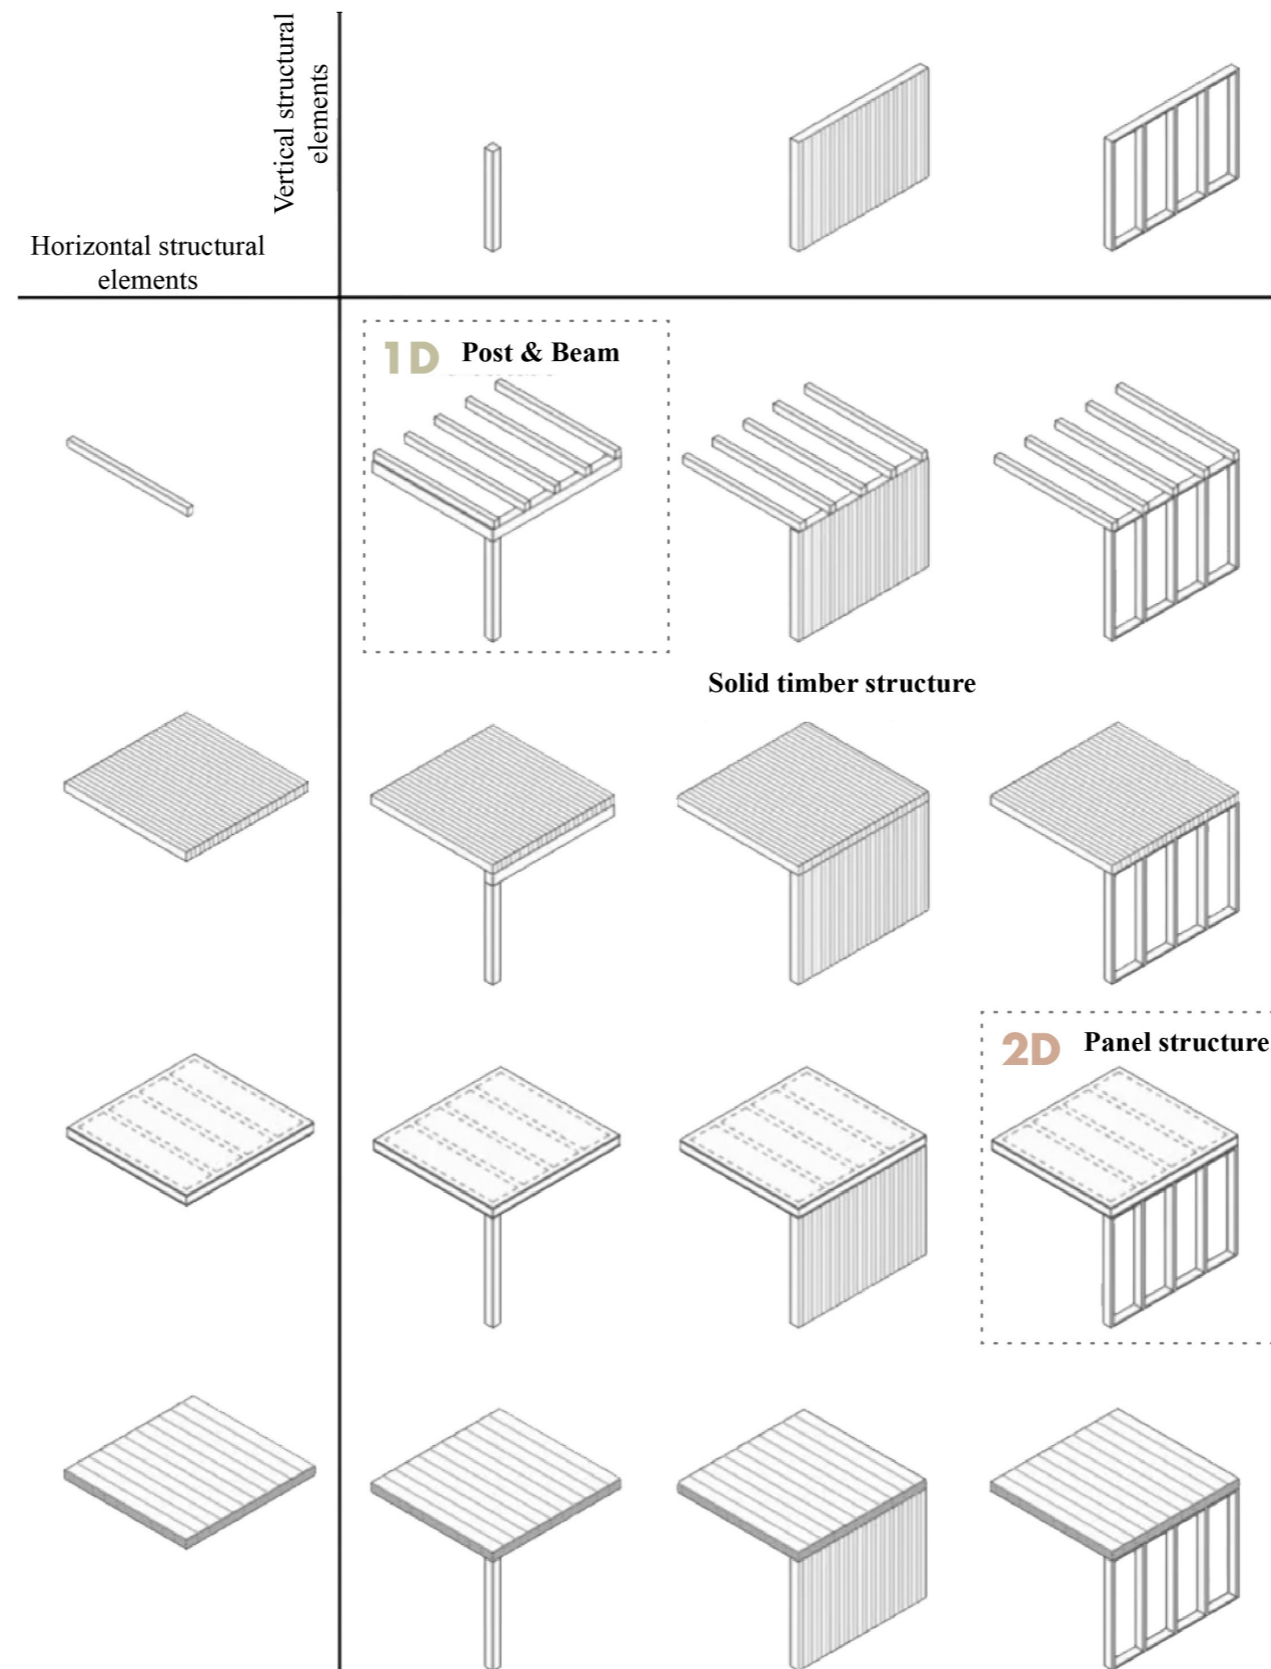 Vertical structural
elements
Horizontal structural
elements
1D Post & Beam
Solid timber structure
2D Panel structure